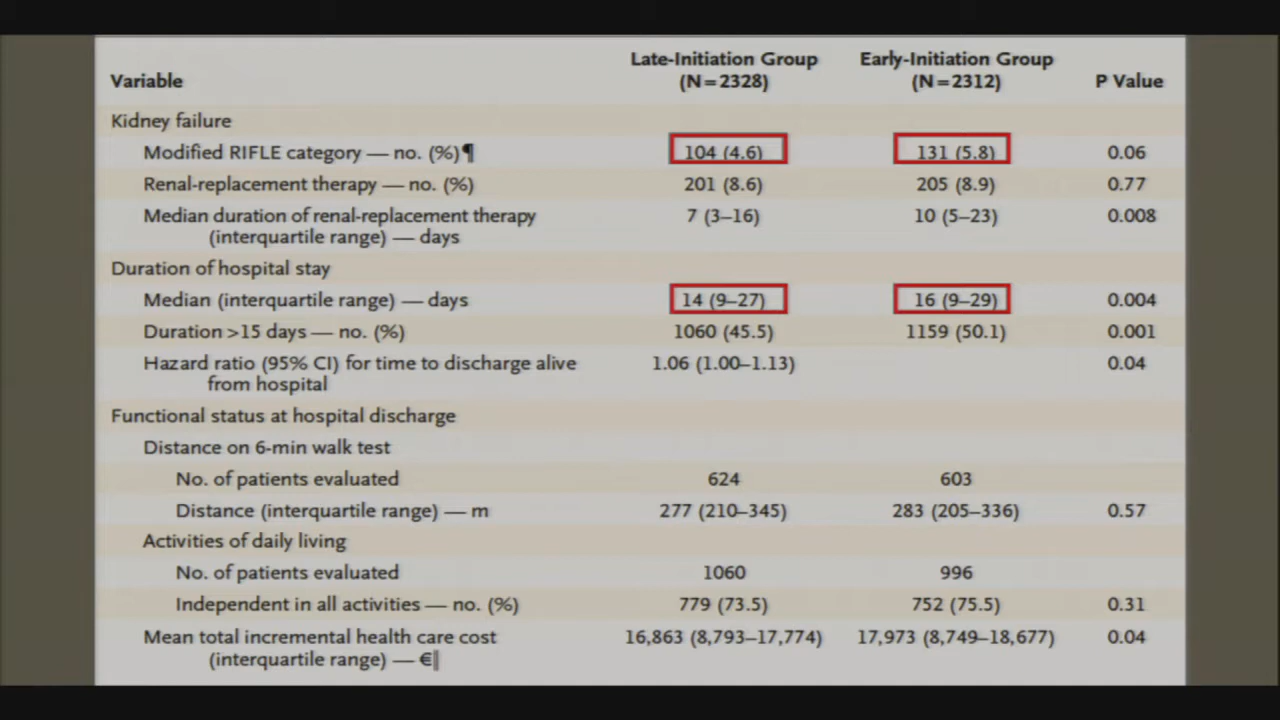 Variable Late-Initiation Group (N=2328) Early-Initiation Group (N=2312) P Value
Kidney failure
Modified RIFLE category — no. (%)¶ 104 (4.6) 131 (5.8) 0.06
Renal-replacement therapy — no. (%) 201 (8.6) 205 (8.9) 0.77
Median duration of renal-replacement therapy 7 (3–16) 10 (5–23) 0.008
(interquartile range) — days
Duration of hospital stay
Median (interquartile range) — days 14 (9–27) 16 (9–29) 0.004
Duration >15 days — no. (%) 1060 (45.5) 1159 (50.1) 0.001
Hazard ratio (95% CI) for time to discharge alive 1.06 (1.00–1.13) 0.04
from hospital
Functional status at hospital discharge
Distance on 6-min walk test
No. of patients evaluated 624 603
Distance (interquartile range) — m 277 (210–345) 283 (205–336) 0.57
Activities of daily living
No. of patients evaluated 1060 996
Independent in all activities — no. (%) 779 (73.5) 752 (75.5) 0.31
Mean total incremental health care cost 16,863 (8,793–17,774) 17,973 (8,749–18,677) 0.04
(interquartile range) — €‖